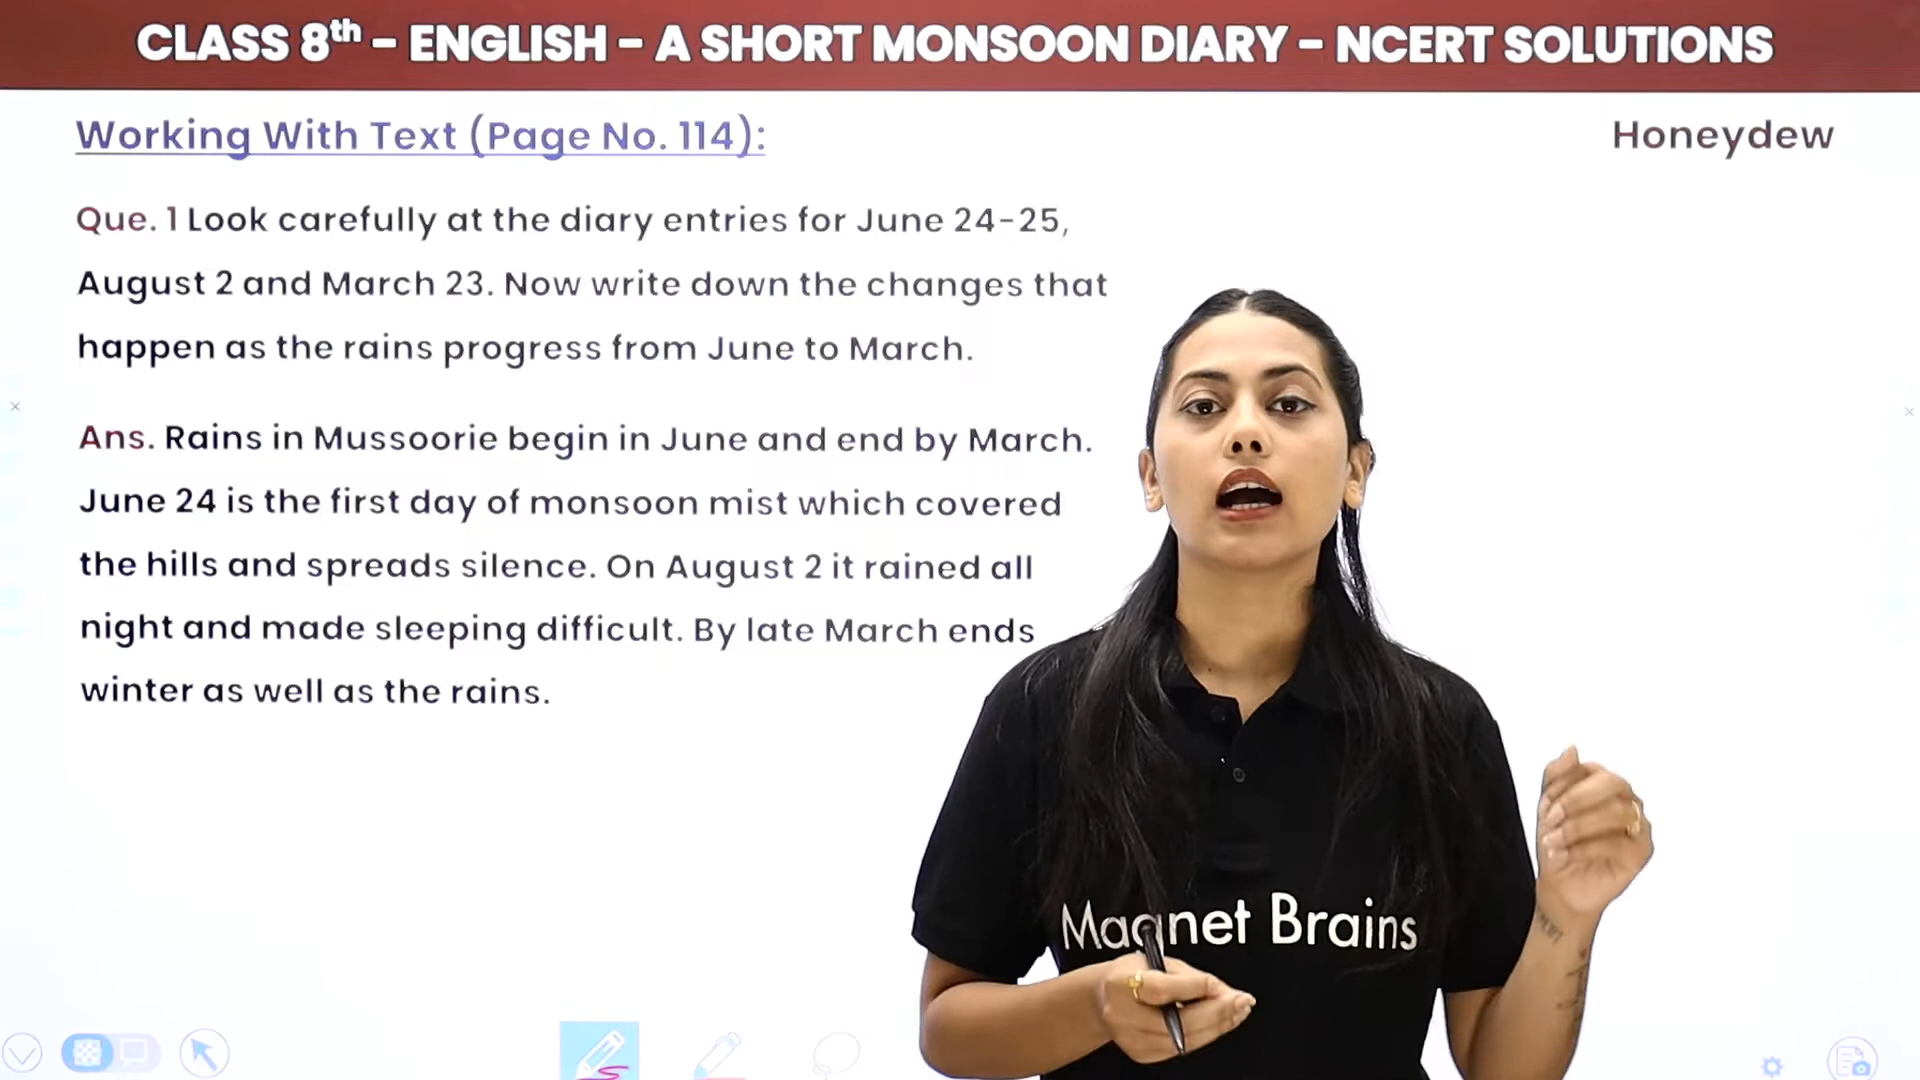 CLASS 8th - ENGLISH - A SHORT MONSOON DIARY - NCERT SOLUTIONS
Working With Text (Page No. 114):
Honeydew
Que. 1 Look carefully at the diary entries for June 24-25,
August 2 and March 23. Now write down the changes that
happen as the rains progress from June to March.
Ans. Rains in Mussoorie begin in June and end by March.
June 24 is the first day of monsoon mist which covered
the hills and spreads silence. On August 2 it rained all
night and made sleeping difficult. By late March ends
winter as well as the rains.
Magnet Brains